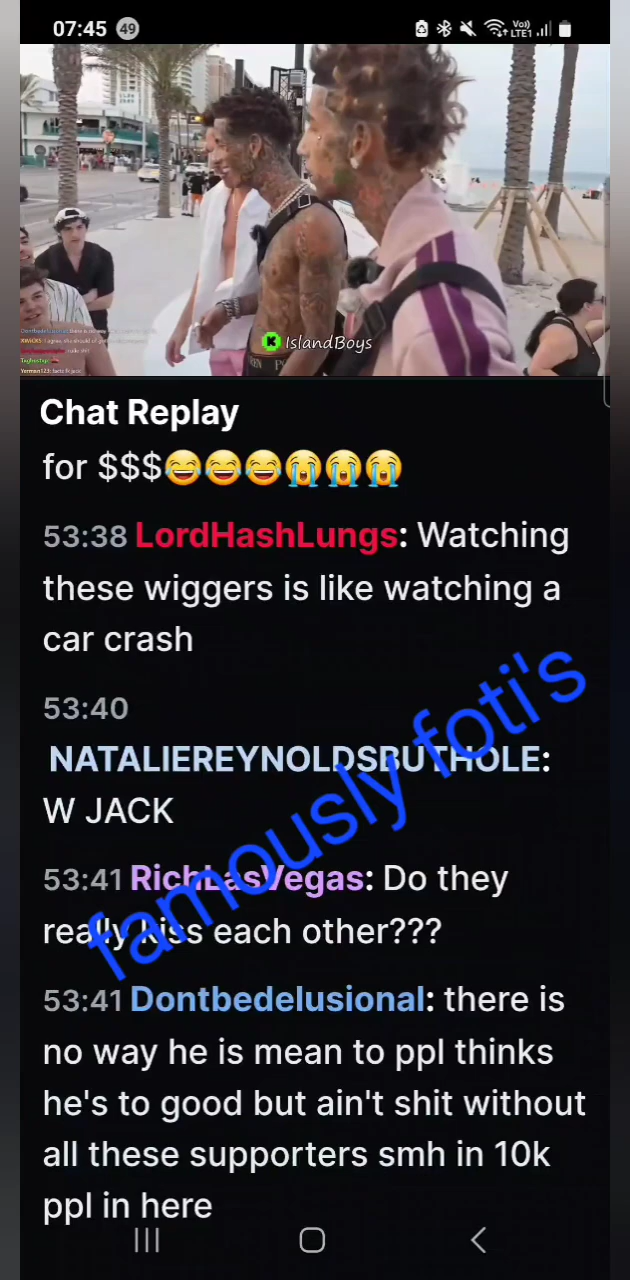 07:45 49
Vo))
LTE1
K IslandBoys
Chat Replay
for $$$😂😂😂😭😭😭
53:38 LordHashLungs: Watching
these wiggers is like watching a
car crash
53:40
NATALIEREYNOLDSBUTHOLE:
W JACK
famously foti's
53:41 RichLasVegas: Do they
really kiss each other???
53:41 Dontbedelusional: there is
no way he is mean to ppl thinks
he's to good but ain't shit without
all these supporters smh in 10k
ppl in here